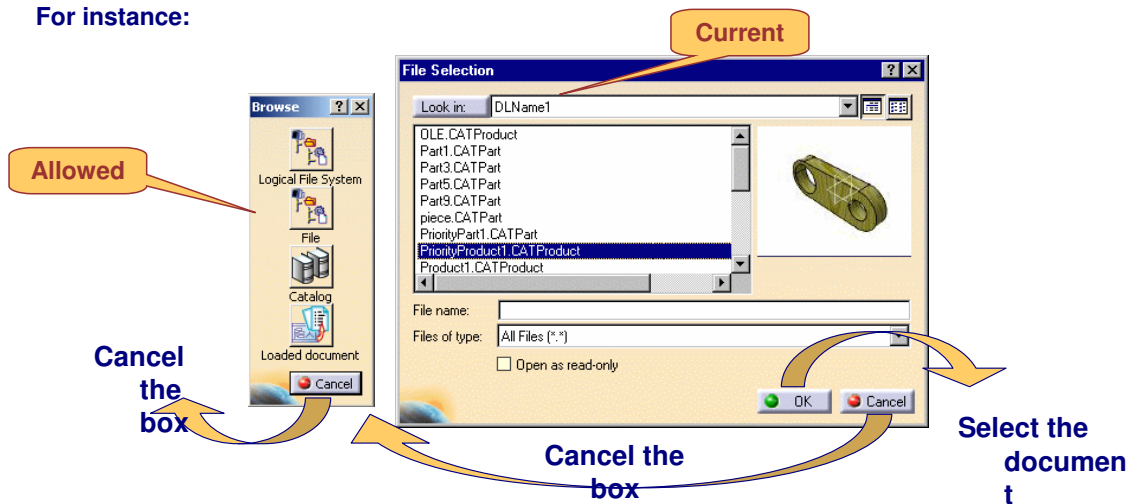 For instance:
Current
File Selection
Look in:
DLName1
Browse
OLE.CATProduct
Part1.CATPart
Part3.CATPart
Part5.CATPart
Part9.CATPart
piece.CATPart
PriorityPart1.CATPart
PriorityProduct1.CATProduct
Product1.CATProduct
Allowed
Logical File System
File
Catalog
Loaded document
Cancel
File name:
Files of type:
All Files (*.*)
Open as read-only
OK
Cancel
Cancel
the
box
Cancel the
box
Select the
documen
t